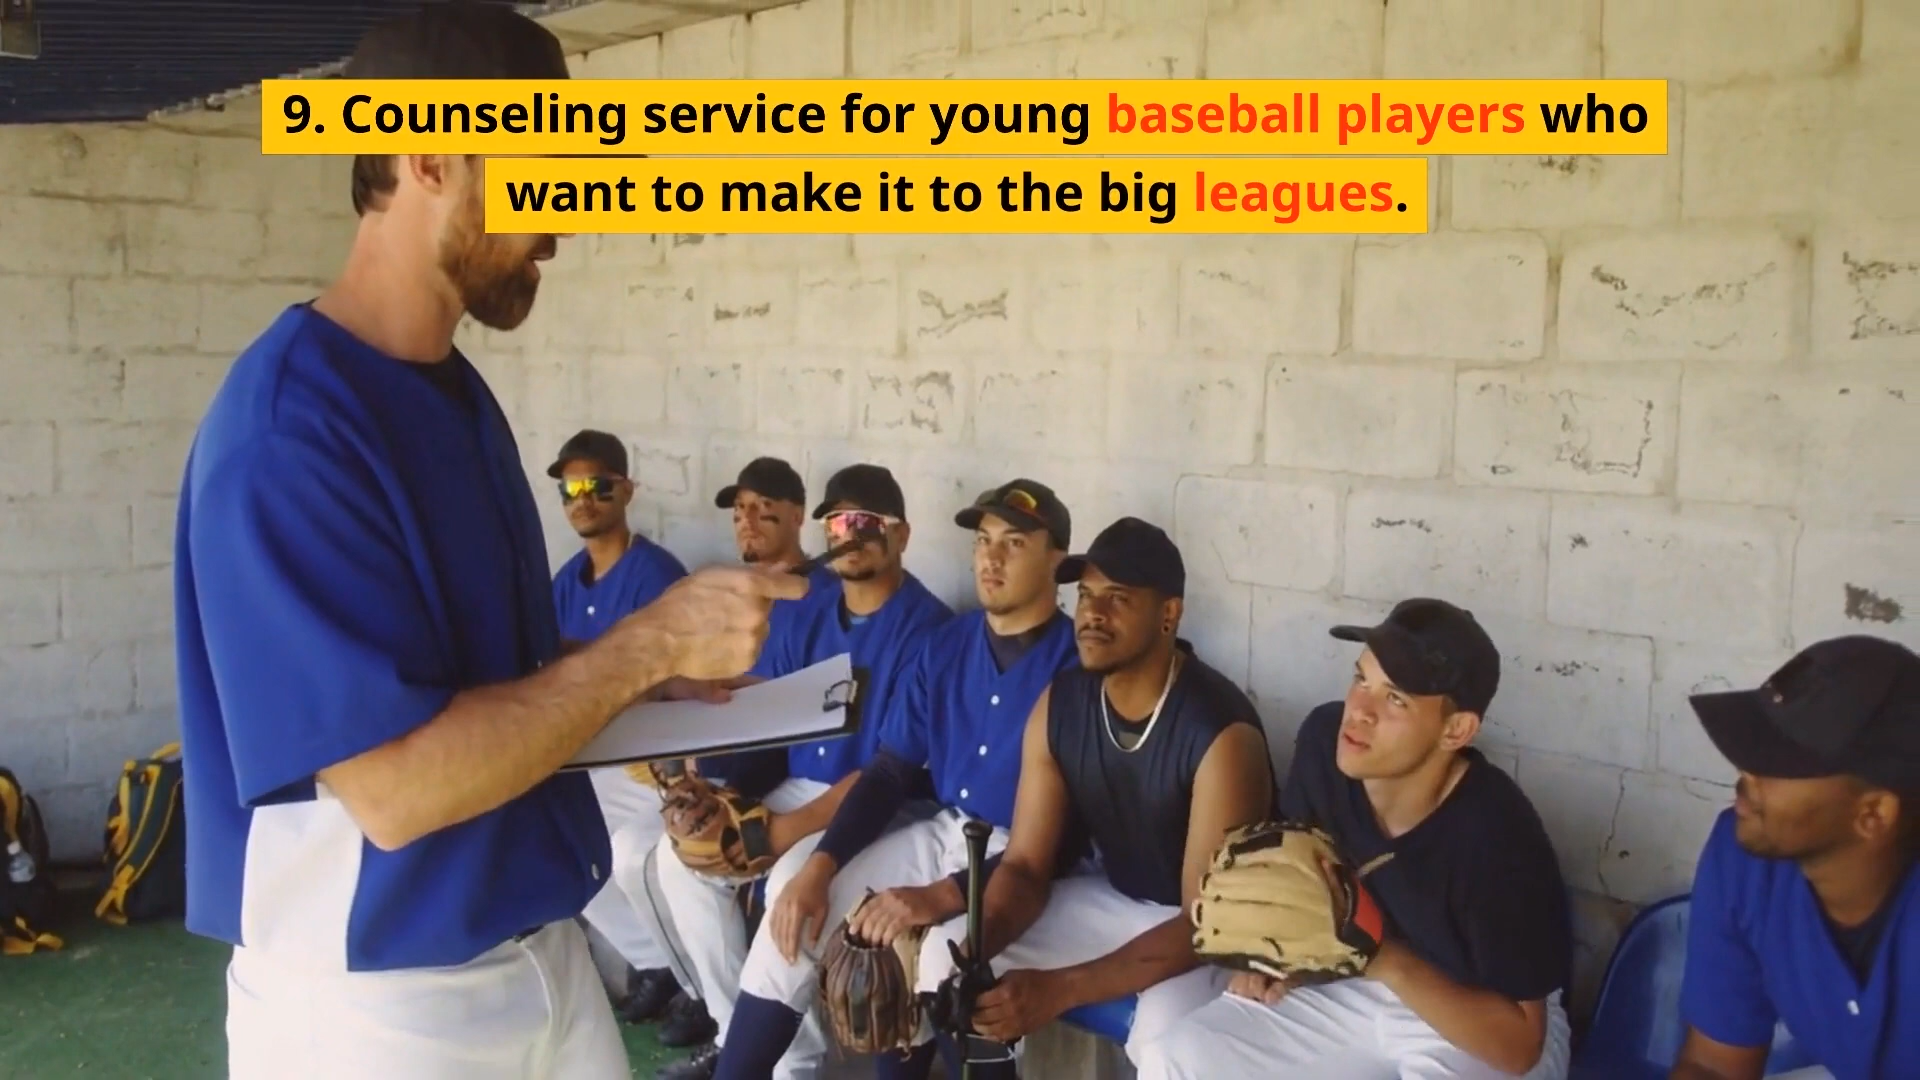 9. Counseling service for young baseball players who
want to make it to the big leagues.